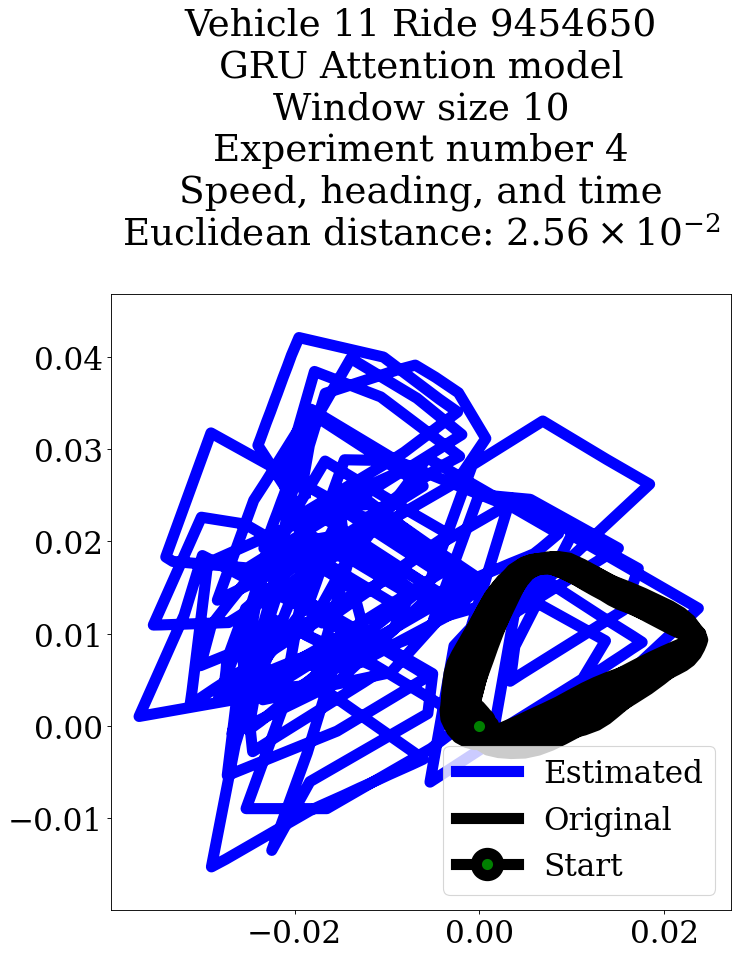 Vehicle 11 Ride 9454650
GRU Attention model
Window size 10
Experiment number 4
Speed, heading, and time
Euclidean distance: 2.56 × 10⁻²
0.04
0.03
0.02
0.01
0.00
−0.01
Estimated
Original
Start
−0.02 0.00 0.02